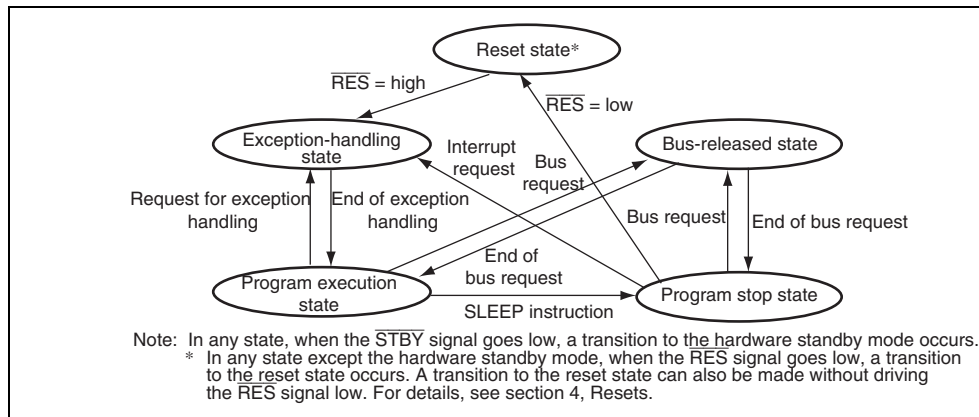 Reset state*
RES = high
RES = low
Exception-handling
state
Bus-released state
Interrupt
request
Bus
request
Request for exception
handling
End of exception
handling
Bus request
End of bus request
End of
bus request
Program execution
state
Program stop state
SLEEP instruction
Note: In any state, when the STBY signal goes low, a transition to the hardware standby mode occurs.
* In any state except the hardware standby mode, when the RES signal goes low, a transition
to the reset state occurs. A transition to the reset state can also be made without driving
the RES signal low. For details, see section 4, Resets.